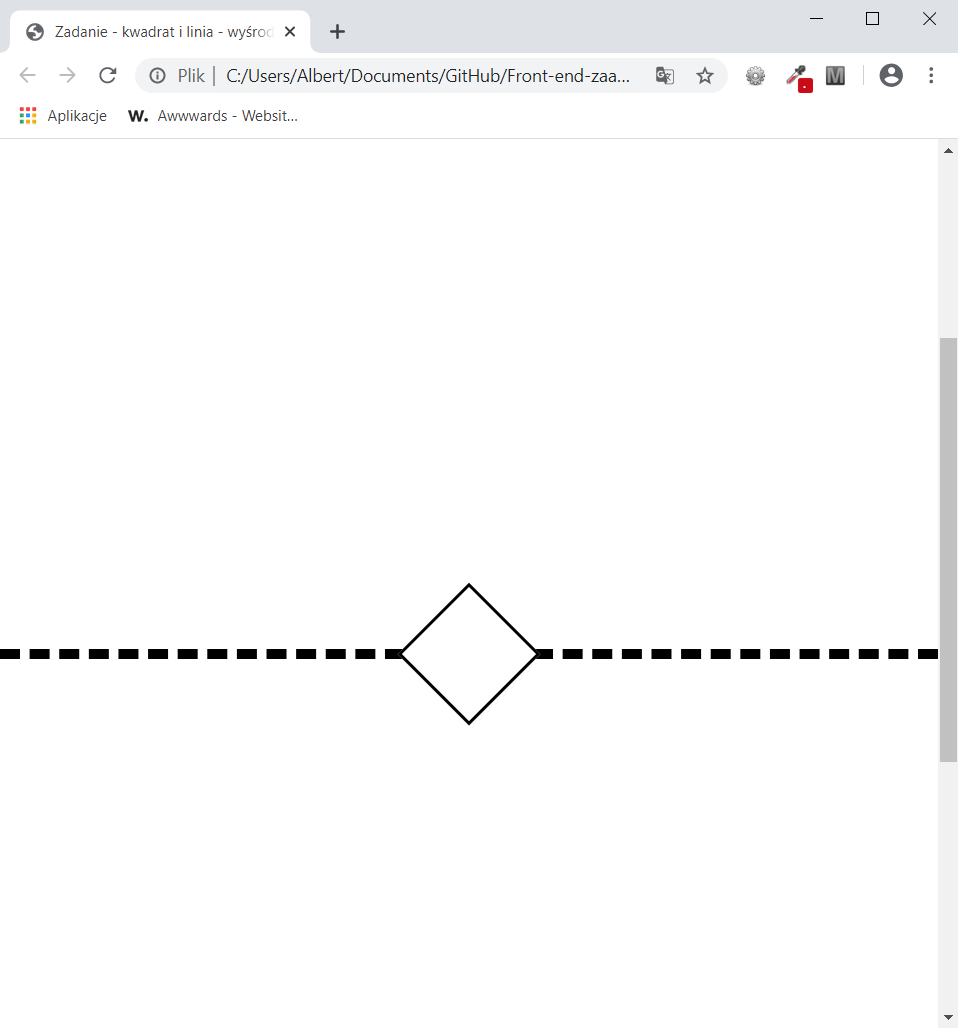 Zadanie - kwadrat i linia - wyśrod
Plik C:/Users/Albert/Documents/GitHub/Front-end-zaa...
M
Aplikacje W. Awwwards - Websit...